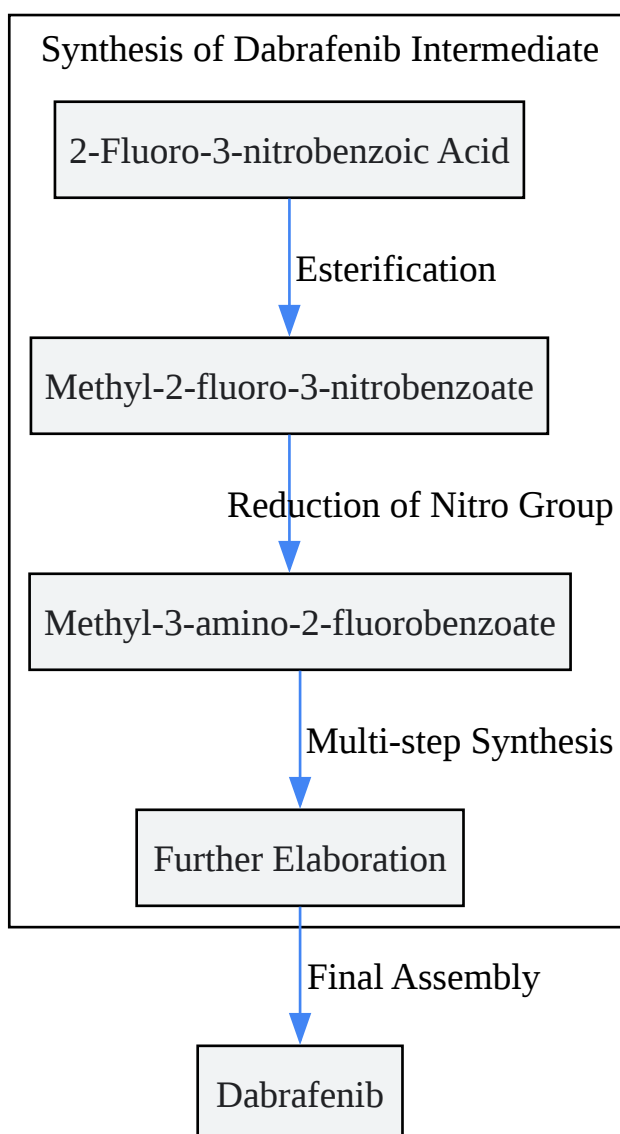 Synthesis of Dabrafenib Intermediate
2-Fluoro-3-nitrobenzoic Acid
Esterification
Methyl-2-fluoro-3-nitrobenzoate
Reduction of Nitro Group
Methyl-3-amino-2-fluorobenzoate
Multi-step Synthesis
Further Elaboration
Final Assembly
Dabrafenib